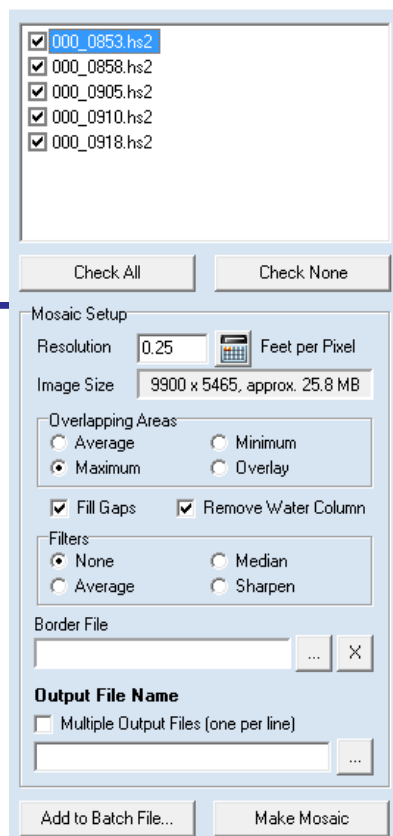 000_0853.hs2
000_0858.hs2
000_0905.hs2
000_0910.hs2
000_0918.hs2
Check All Check None
Mosaic Setup
Resolution 0.25 Feet per Pixel
Image Size 9900 x 5465, approx. 25.8 MB
Overlapping Areas
Average Minimum
Maximum Overlay
Fill Gaps Remove Water Column
Filters
None Median
Average Sharpen
Border File
... X
Output File Name
Multiple Output Files (one per line)
...
Add to Batch File... Make Mosaic